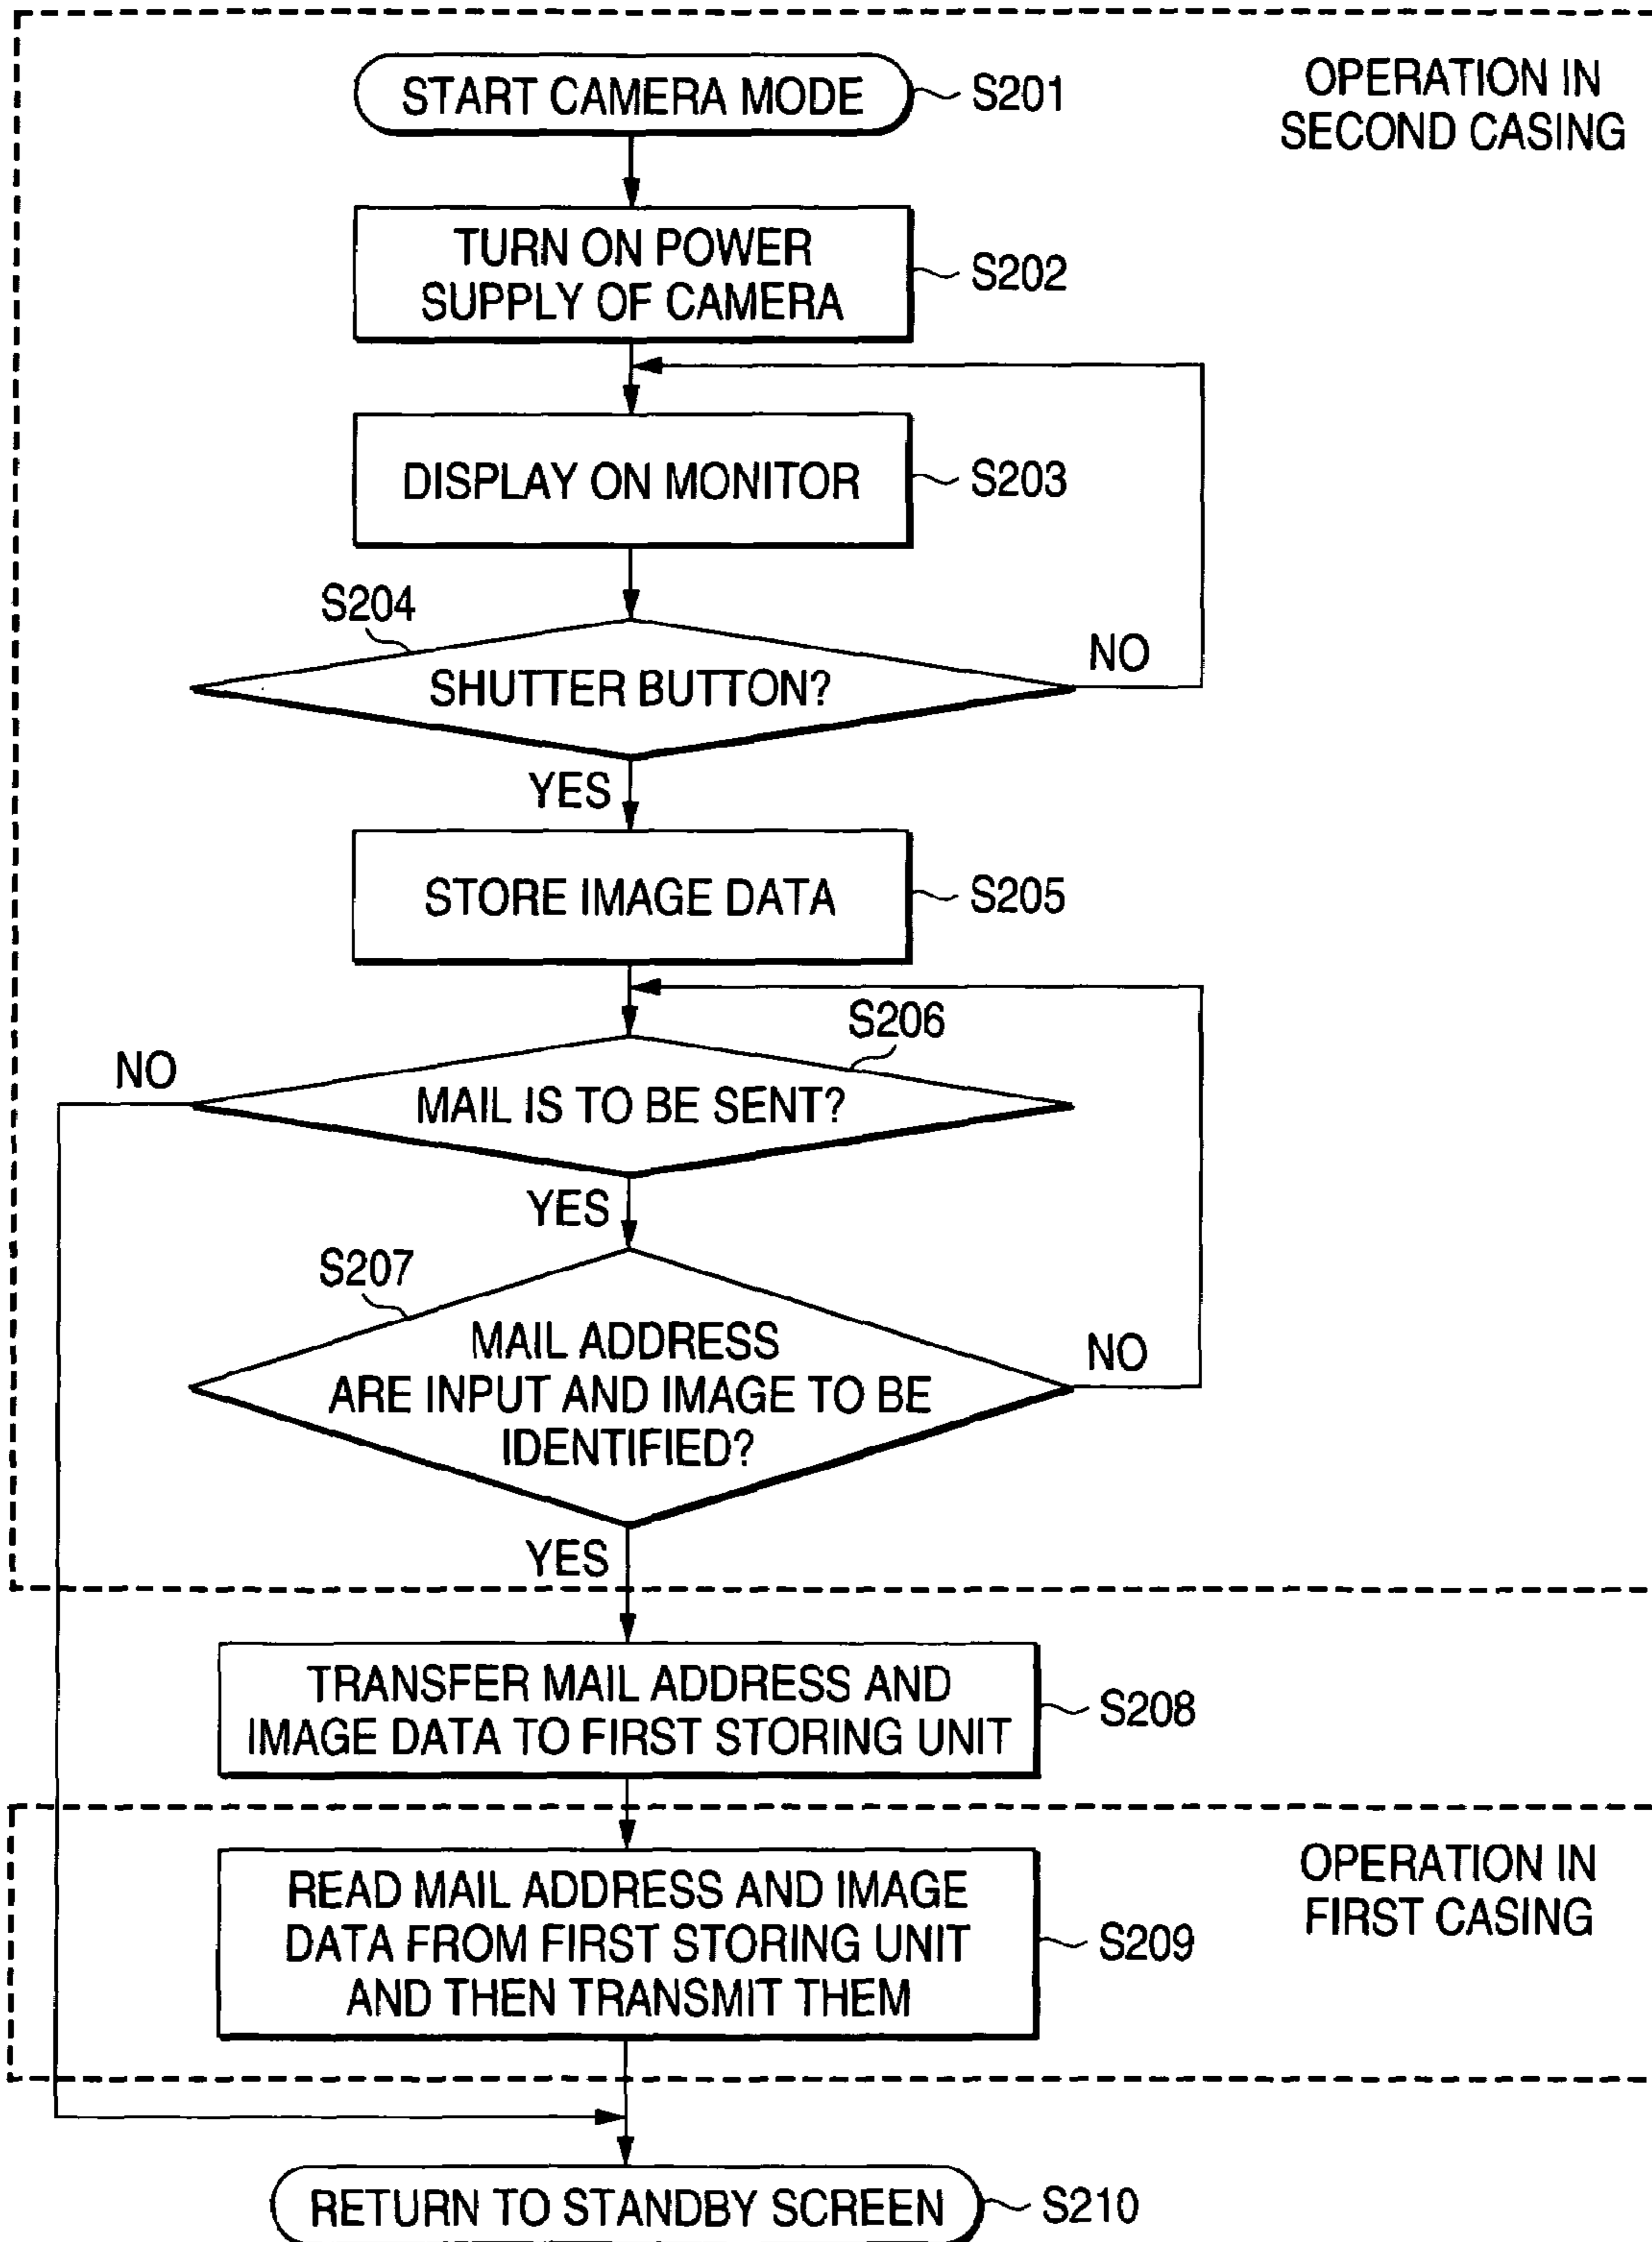 OPERATION IN
SECOND CASING
START CAMERA MODE
S201
TURN ON POWER
SUPPLY OF CAMERA
S202
DISPLAY ON MONITOR
S203
S204
SHUTTER BUTTON?
NO
YES
STORE IMAGE DATA
S205
S206
NO
MAIL IS TO BE SENT?
YES
S207
MAIL ADDRESS
ARE INPUT AND IMAGE TO BE
IDENTIFIED?
NO
YES
TRANSFER MAIL ADDRESS AND
IMAGE DATA TO FIRST STORING UNIT
S208
OPERATION IN
FIRST CASING
READ MAIL ADDRESS AND IMAGE
DATA FROM FIRST STORING UNIT
AND THEN TRANSMIT THEM
S209
RETURN TO STANDBY SCREEN
S210